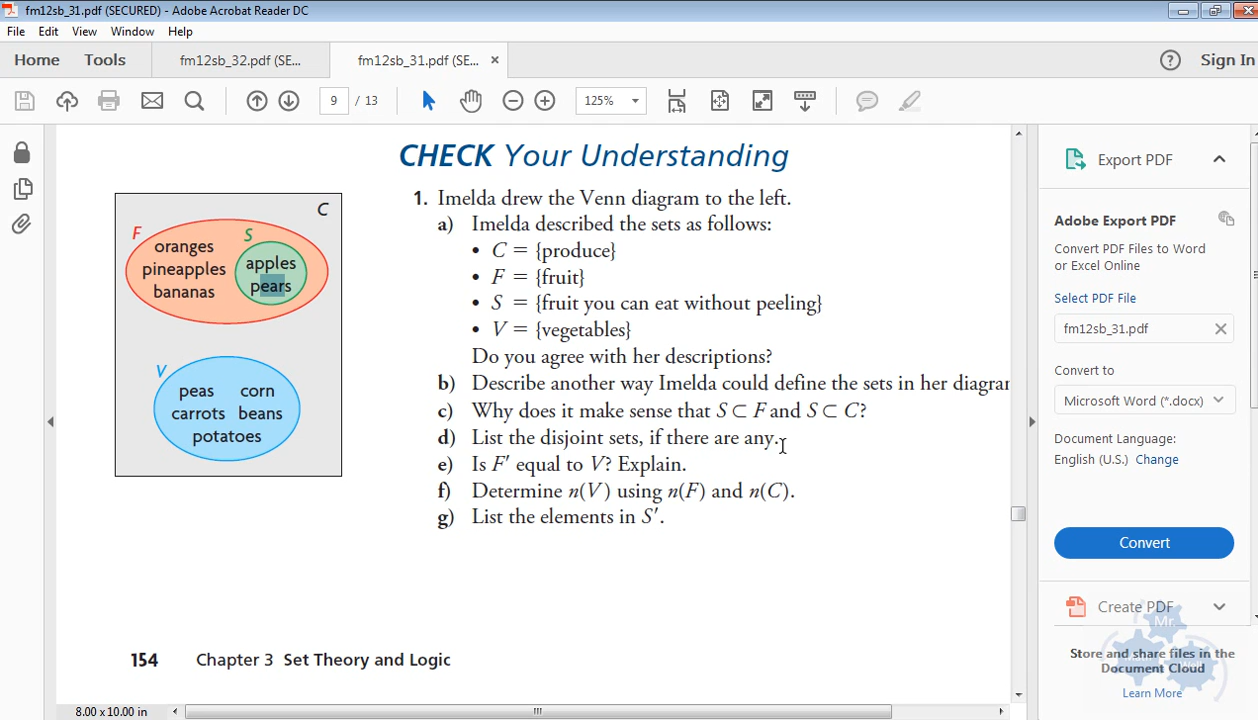 fm12sb_31.pdf (SECURED) - Adobe Acrobat Reader DC
File Edit View Window Help
Home Tools fm12sb_32.pdf (SE... fm12sb_31.pdf (SE... × Sign In
9 / 13 125%
CHECK Your Understanding
C
F
S
oranges
pineapples
bananas
apples
pears
V
peas corn
carrots beans
potatoes
1. Imelda drew the Venn diagram to the left.
a) Imelda described the sets as follows:
• C = {produce}
• F = {fruit}
• S = {fruit you can eat without peeling}
• V = {vegetables}
Do you agree with her descriptions?
b) Describe another way Imelda could define the sets in her diagran
c) Why does it make sense that S ⊂ F and S ⊂ C?
d) List the disjoint sets, if there are any.
e) Is F′ equal to V? Explain.
f) Determine n(V) using n(F) and n(C).
g) List the elements in S′.
154 Chapter 3 Set Theory and Logic
8.00 x 10.00 in
Export PDF
Adobe Export PDF
Convert PDF Files to Word
or Excel Online
Select PDF File
fm12sb_31.pdf ×
Convert to
Microsoft Word (*.docx)
Document Language:
English (U.S.) Change
Convert
Create PDF
Mr.
Store and share files in the
Document Cloud
Learn More